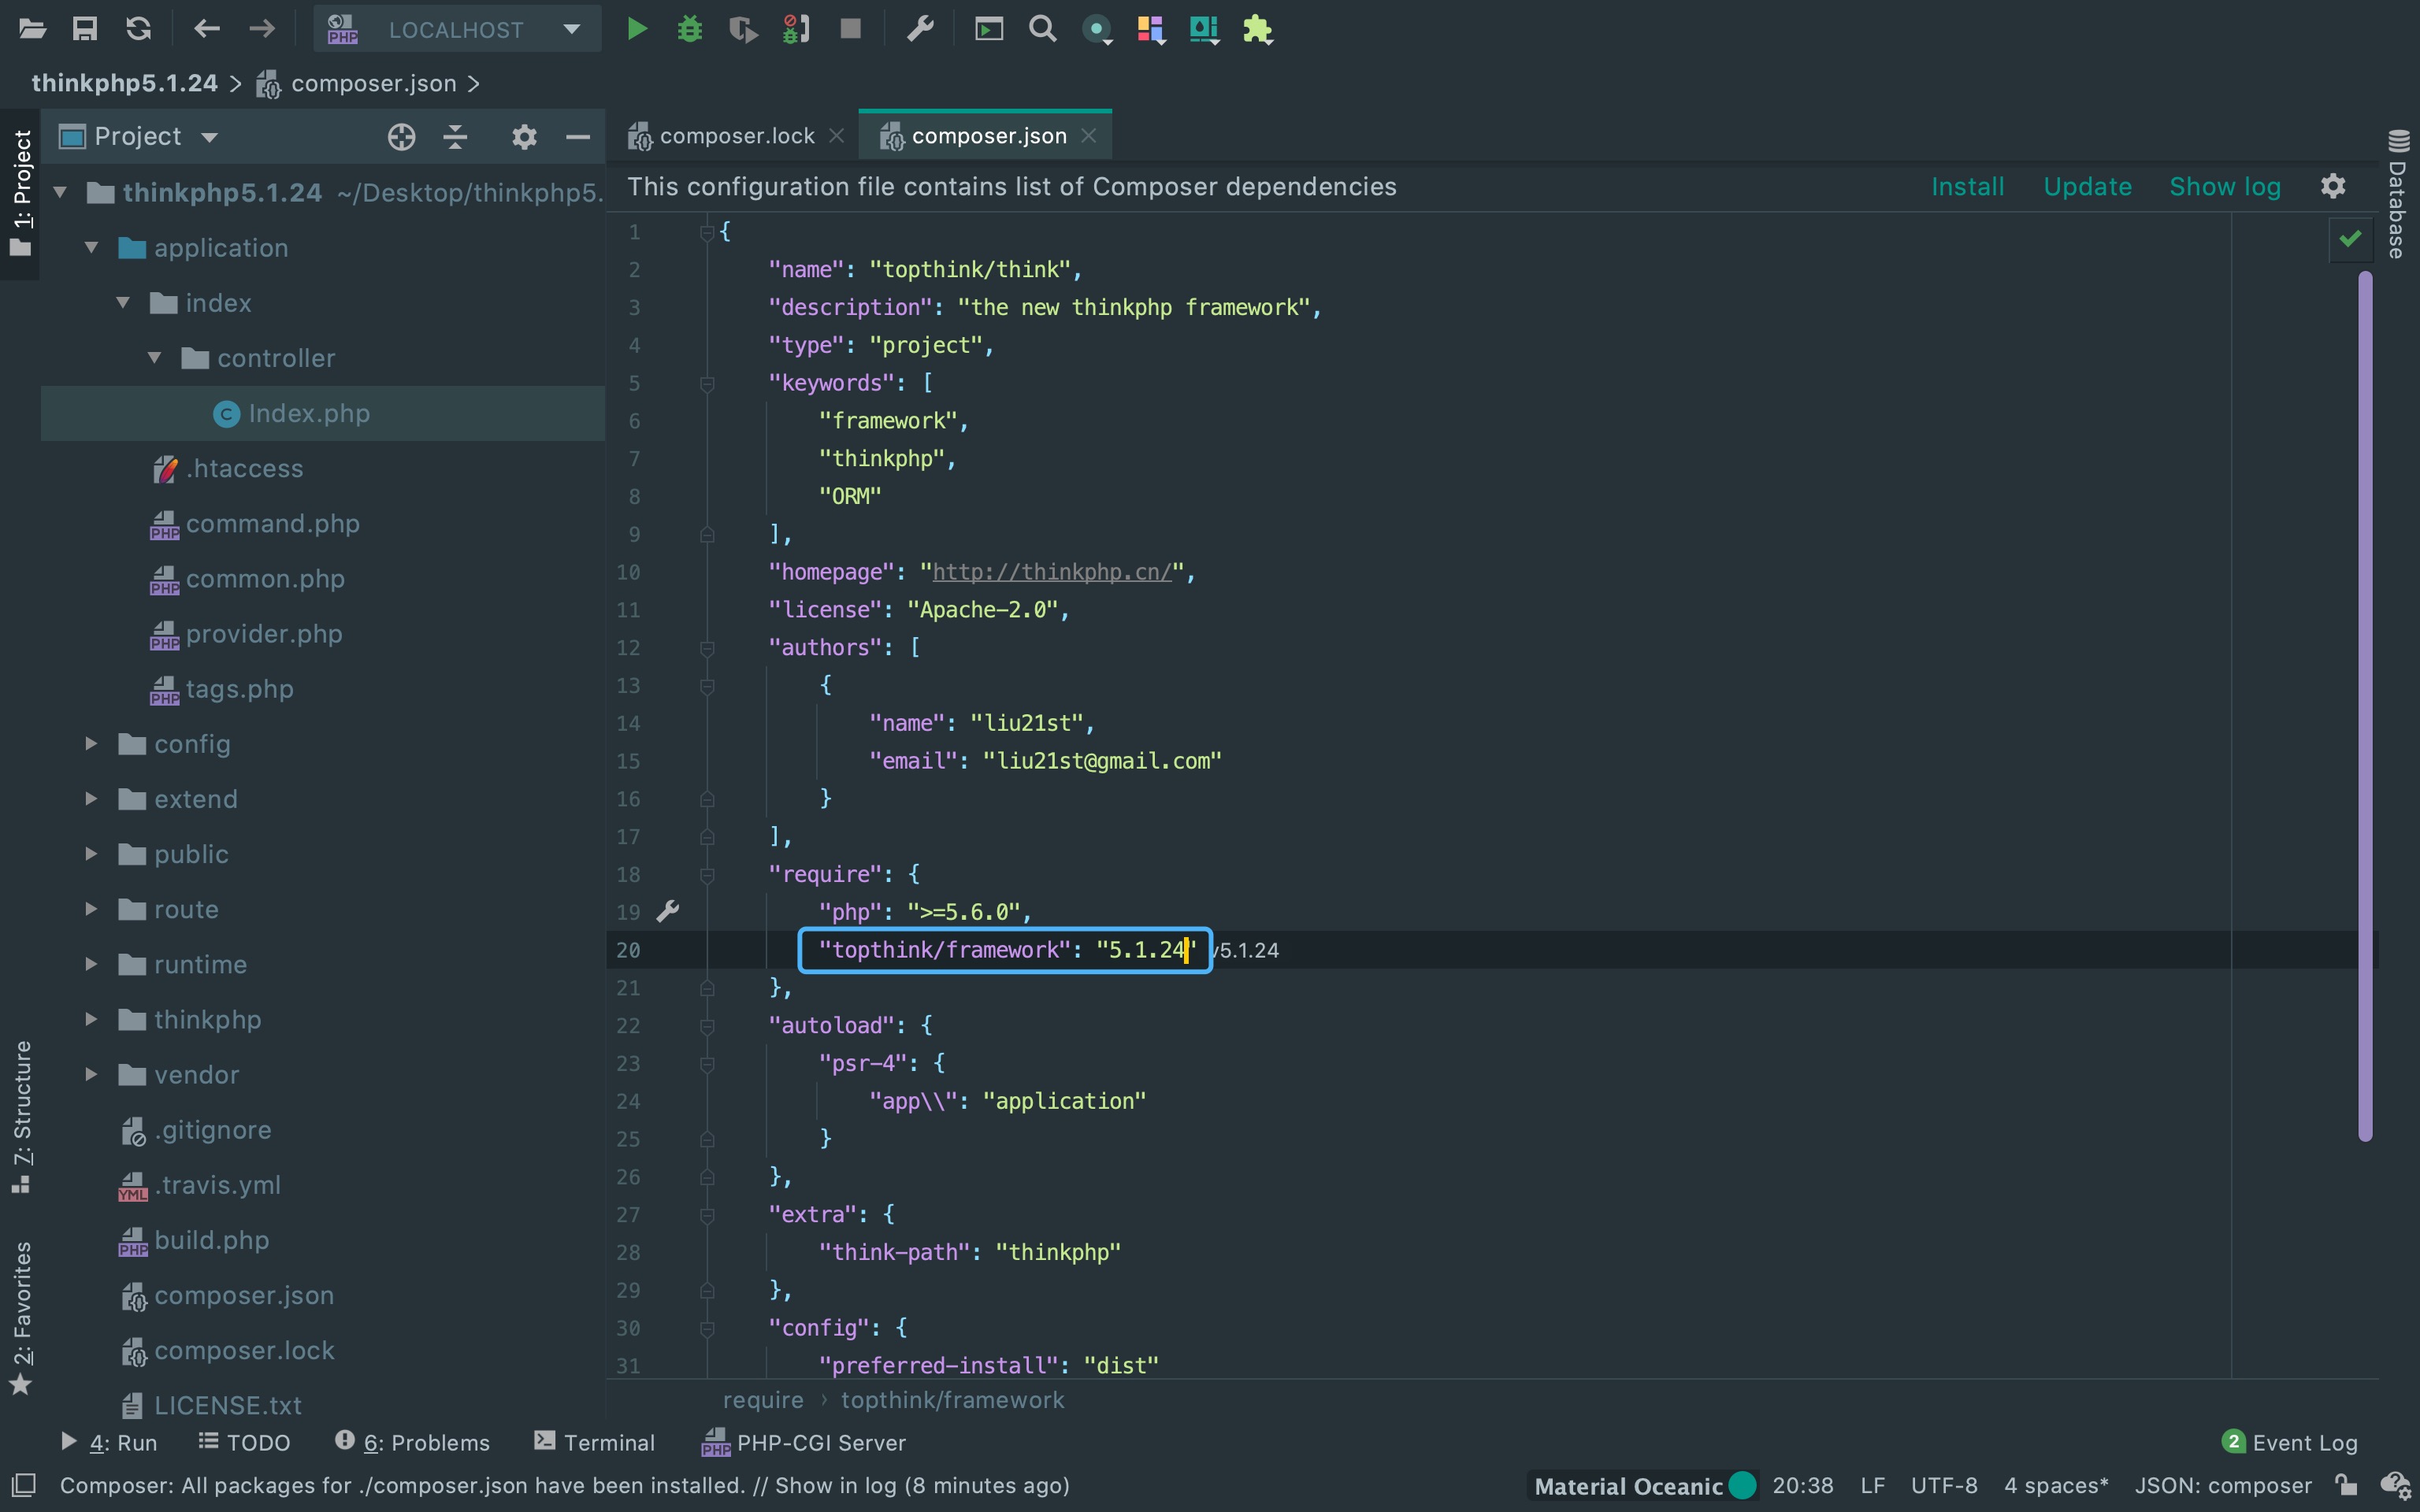 LOCALHOST
thinkphp5.1.24
composer.json
1: Project
Project
thinkphp5.1.24 ~/Desktop/thinkphp5.
application
index
controller
Index.php
.htaccess
command.php
common.php
provider.php
tags.php
config
extend
public
route
runtime
thinkphp
vendor
.gitignore
.travis.yml
build.php
composer.json
composer.lock
LICENSE.txt
7: Structure
2: Favorites
composer.lock
composer.json
This configuration file contains list of Composer dependencies
Install Update Show log
Database
1 {
2 "name": "topthink/think",
3 "description": "the new thinkphp framework",
4 "type": "project",
5 "keywords": [
6 "framework",
7 "thinkphp",
8 "ORM"
9 ],
10 "homepage": "http://thinkphp.cn/",
11 "license": "Apache-2.0",
12 "authors": [
13 {
14 "name": "liu21st",
15 "email": "liu21st@gmail.com"
16 }
17 ],
18 "require": {
19 "php": ">=5.6.0",
20 "topthink/framework": "5.1.24" v5.1.24
21 },
22 "autoload": {
23 "psr-4": {
24 "app\\": "application"
25 }
26 },
27 "extra": {
28 "think-path": "thinkphp"
29 },
30 "config": {
31 "preferred-install": "dist"
require › topthink/framework
4: Run
TODO
6: Problems
Terminal
PHP-CGI Server
2 Event Log
Composer: All packages for ./composer.json have been installed. // Show in log (8 minutes ago)
Material Oceanic
20:38
LF
UTF-8
4 spaces*
JSON: composer